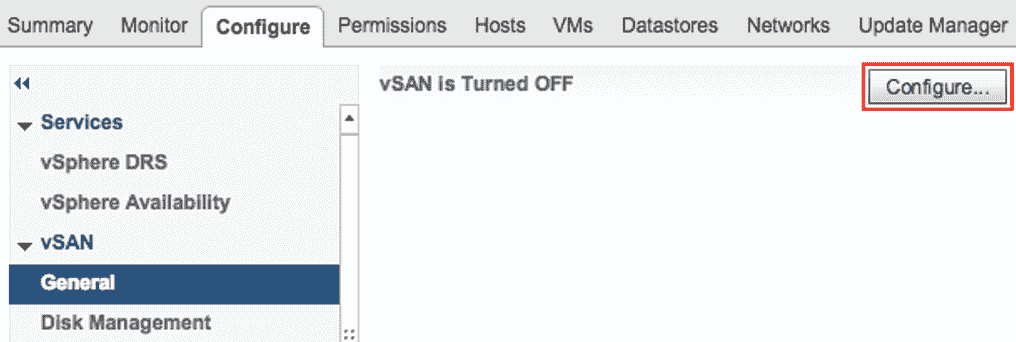 Summary Monitor Configure Permissions Hosts VMs Datastores Networks Update Manager
vSAN is Turned OFF Configure...
Services
vSphere DRS
vSphere Availability
vSAN
General
Disk Management